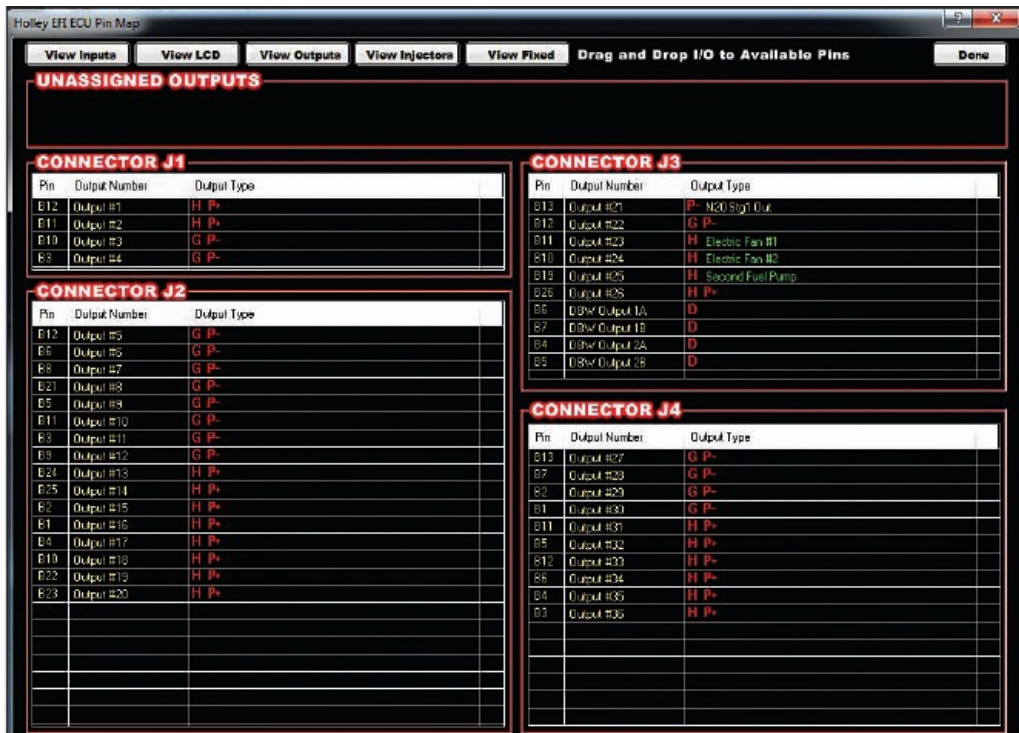 Holley EFI ECU Pin Map
View Inputs View LCD View Outputs View Injectors View Fixed Drag and Drop I/O to Available Pins Done
UNASSIGNED OUTPUTS
CONNECTOR J1
Pin Output Number Output Type
B12 Output #1 H P+
B11 Output #2 H P+
B10 Output #3 G P-
B3 Output #4 G P-
CONNECTOR J2
Pin Output Number Output Type
B12 Output #5 G P-
B6 Output #6 G P-
B8 Output #7 G P-
B21 Output #8 G P-
B5 Output #9 G P-
B11 Output #10 G P-
B3 Output #11 G P-
B9 Output #12 G P-
B24 Output #13 H P+
B25 Output #14 H P+
B2 Output #15 H P+
B1 Output #16 H P+
B4 Output #17 H P+
B10 Output #18 H P+
B22 Output #19 H P+
B23 Output #20 H P+
CONNECTOR J3
Pin Output Number Output Type
B13 Output #21 P- N20 Stg1 Out
B12 Output #22 G P-
B11 Output #23 H Electric Fan #1
B10 Output #24 H Electric Fan #2
B19 Output #25 H Second Fuel Pump
B26 Output #26 H P+
B6 DBW Output 1A D
B7 DBW Output 1B D
B4 DBW Output 2A D
B5 DBW Output 2B D
CONNECTOR J4
Pin Output Number Output Type
B13 Output #27 G P-
B7 Output #28 G P-
B2 Output #29 G P-
B1 Output #30 G P-
B11 Output #31 H P+
B5 Output #32 H P+
B12 Output #33 H P+
B6 Output #34 H P+
B4 Output #35 H P+
B3 Output #36 H P+